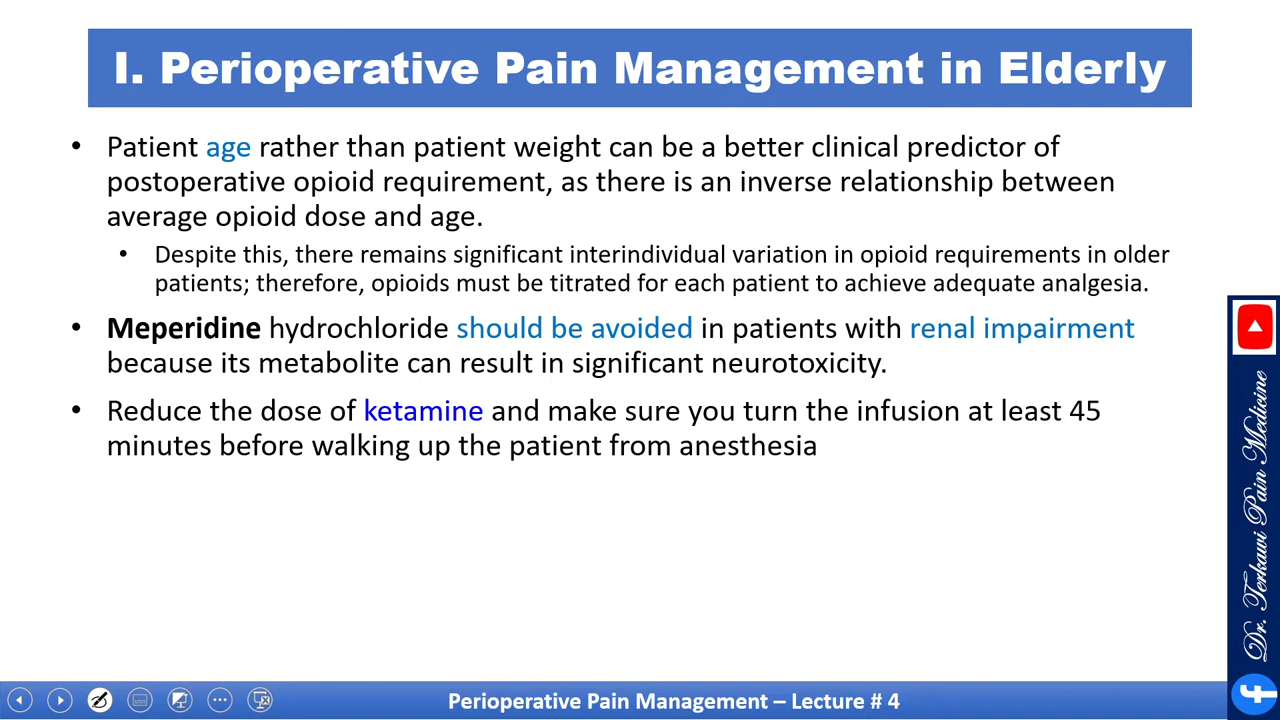 I. Perioperative Pain Management in Elderly
• Patient age rather than patient weight can be a better clinical predictor of
postoperative opioid requirement, as there is an inverse relationship between
average opioid dose and age.
• Despite this, there remains significant interindividual variation in opioid requirements in older
patients; therefore, opioids must be titrated for each patient to achieve adequate analgesia.
• Meperidine hydrochloride should be avoided in patients with renal impairment
because its metabolite can result in significant neurotoxicity.
• Reduce the dose of ketamine and make sure you turn the infusion at least 45
minutes before walking up the patient from anesthesia
Dr. Terkawi Pain Medicine
Perioperative Pain Management – Lecture # 4